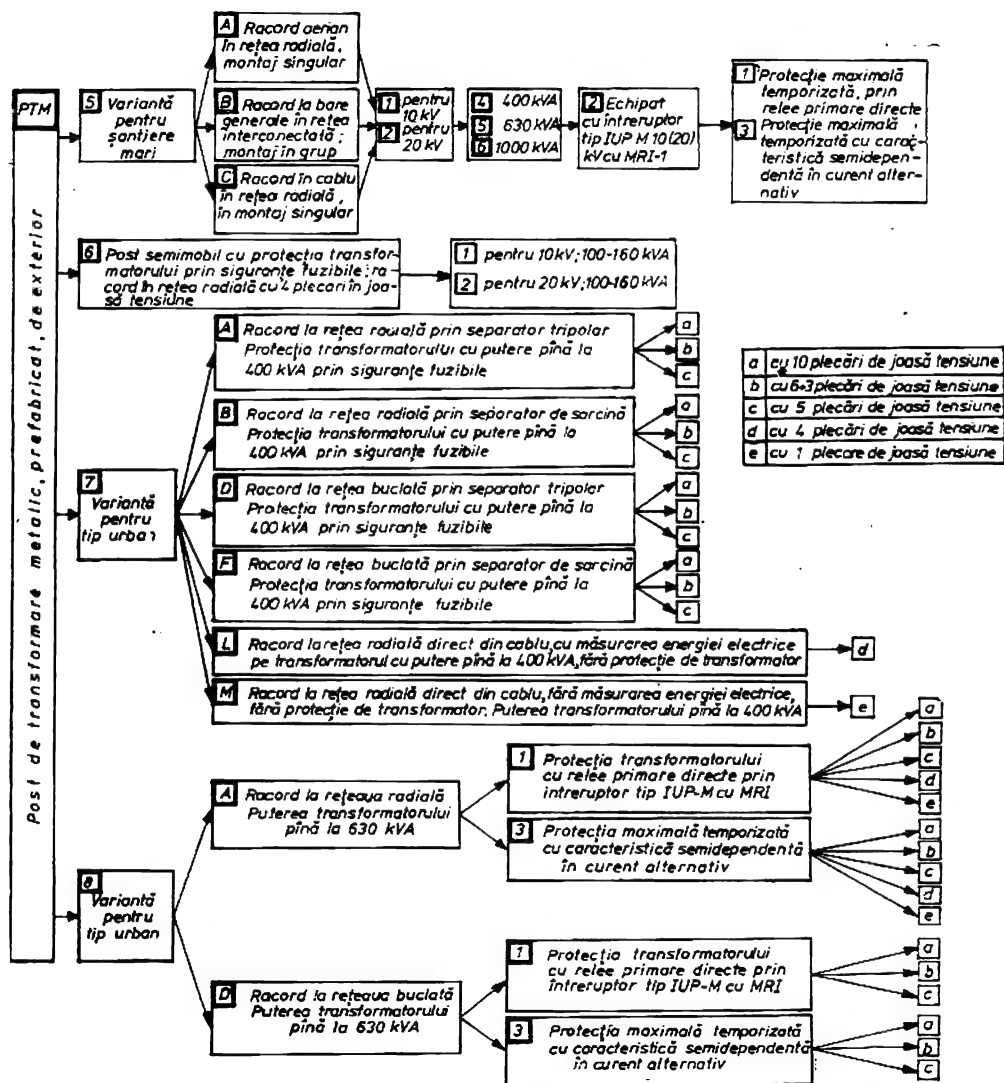 PTM
Post de transformare metalic, prefabricat, de exterior
5 Variantă
pentru
șantiere
mari
A Racord aerian
în rețea radială,
montaj singular
B Racord la bare
generale în rețea
interconectată;
montaj în grup
C Racord în cablu
în rețea radială,
în montaj singular
1 pentru
10 kV
2 pentru
20 kV
4 400 kVA
5 630 kVA
6 1000 kVA
2 Echipat
cu întreruptor
tip IUP M 10(20)
kV cu MRI-1
1 Protecție maximală
temporizată, prin
relee primare directe
3 Protecție maximală
temporizată cu carac-
teristică semidepen-
dentă în curent alter-
nativ
6 Post semimobil cu protecția transfor-
matorului prin siguranțe fuzibile; ra-
cord în rețea radială cu 4 plecari în joa-
să tensiune
1 pentru 10 kV; 100-160 kVA
2 pentru 20 kV; 100-160 kVA
7
Variantă
pentru
tip urban
A Racord la rețea radială prin separator tripolar
Protecția transformatorului cu putere pînă la
400 kVA prin siguranțe fuzibile
a
b
c
B Racord la rețea radială prin separator de sarcină
Protecția transformatorului cu putere pînă la
400 kVA prin siguranțe fuzibile
a
b
c
D Racord la rețea buclată prin separator tripolar
Protecția transformatorului cu putere pînă la
400 kVA prin siguranțe fuzibile
a
b
c
F Racord la rețea buclată prin separator de sarcină
Protecția transformatorului cu putere pînă la
400 kVA prin siguranțe fuzibile
a
b
c
L Racord la rețea radială direct din cablu, cu măsurarea energiei electrice
pe transformatorul cu putere pînă la 400 kVA, fără protecție de transformator
d
M Racord la rețea radială direct din cablu, fără măsurarea energiei electrice,
fără protecție de transformator. Puterea transformatorului pînă la 400 kVA
e
a cu 10 plecări de joasă tensiune
b cu 6+3 plecări de joasă tensiune
c cu 5 plecări de joasă tensiune
d cu 4 plecări de joasă tensiune
e cu 1 plecare de joasă tensiune
8
Variantă
pentru
tip urban
A Racord la rețeaua radială
Puterea transformatorului
pînă la 630 kVA
1 Protecția transformatorului
cu relee primare directe prin
intreruptor tip IUP-M cu MRI
a
b
c
d
e
3 Protecția maximală temporizată
cu caracteristică semidependentă
în curent alternativ
a
b
c
d
e
D Racord la rețeaua buclată
Puterea transformatorului
pînă la 630 kVA
1 Protecția transformatorului
cu relee primare directe prin
întreruptor tip IUP-M cu MRI
a
b
c
3 Protecția maximală temporizată
cu caracteristică semidependentă
în curent alternativ
a
b
c